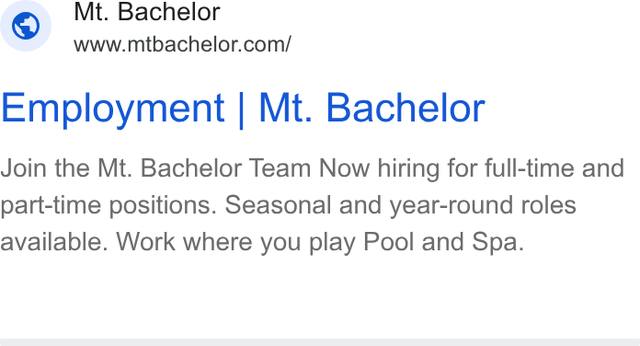 Mt. Bachelor
www.mtbachelor.com/
Employment | Mt. Bachelor
Join the Mt. Bachelor Team Now hiring for full-time and
part-time positions. Seasonal and year-round roles
available. Work where you play Pool and Spa.